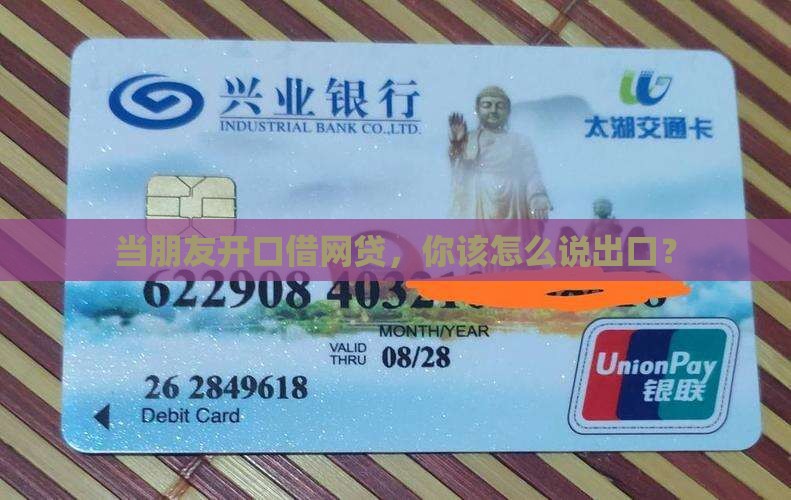 兴业银行
INDUSTRIAL BANK CO.,LTD.
太湖交通卡
当朋友开口借网贷，你该怎么说出口？
622908
MONTH/YEAR
VALID THRU 08/28
26 2849618
Debit Card
UnionPay
银联